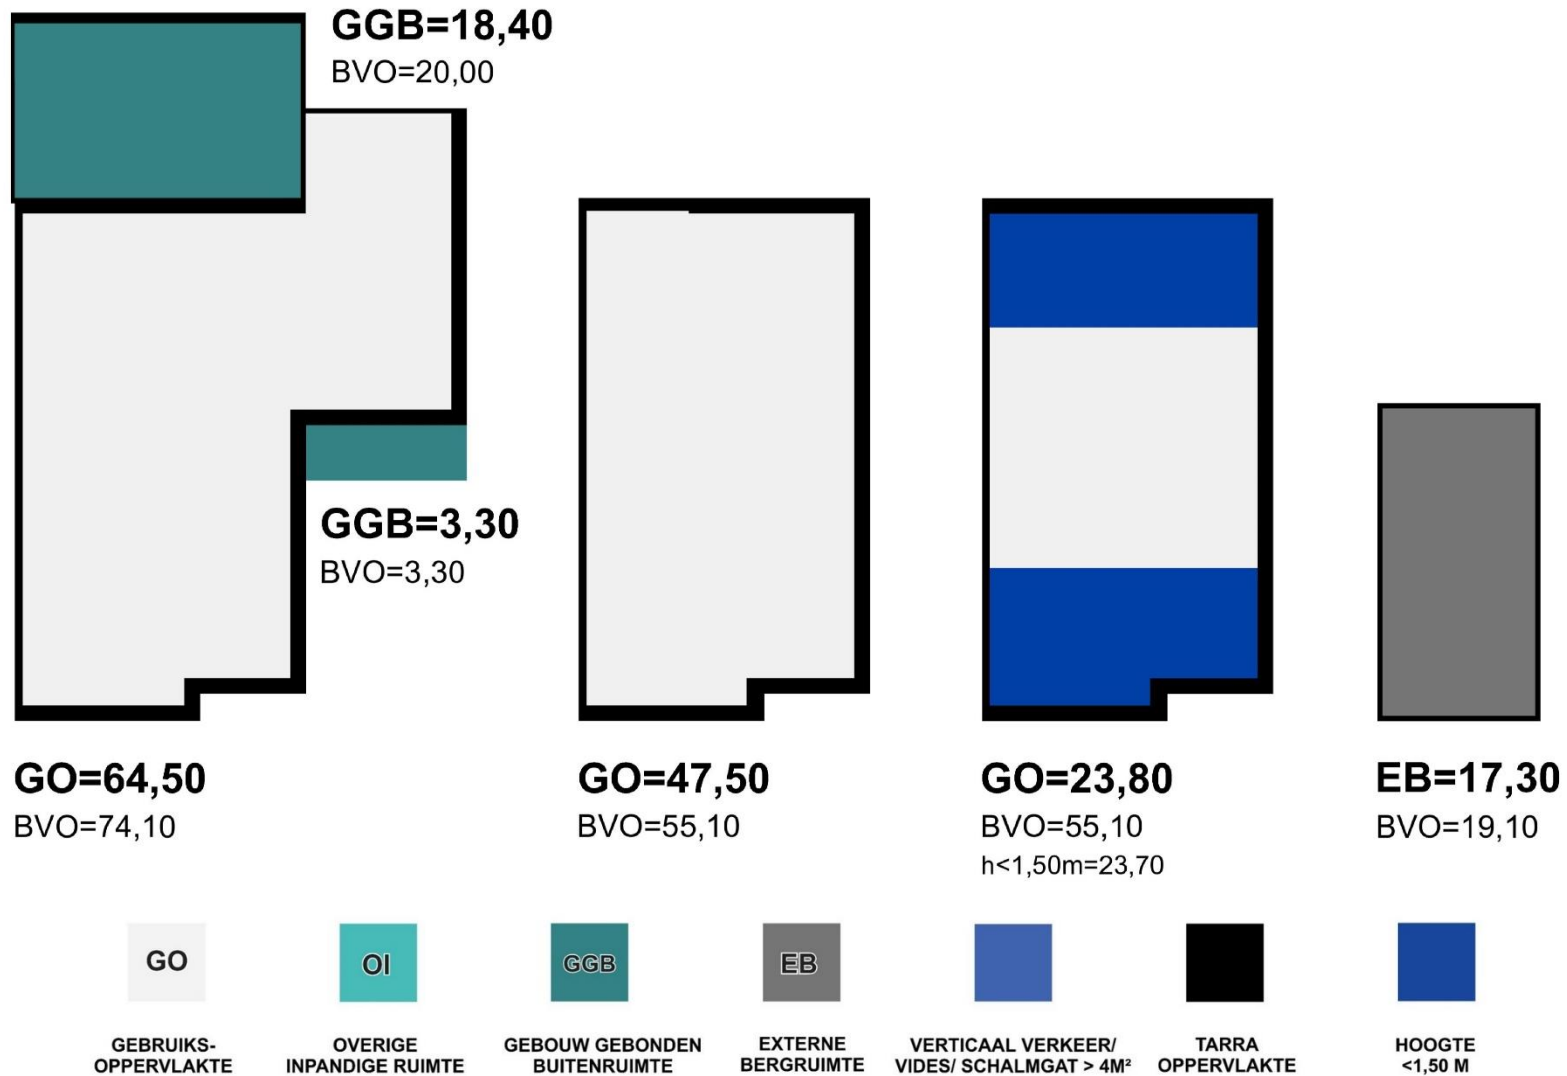 GGB=18,40
BVO=20,00
GGB=3,30
BVO=3,30
GO=64,50
BVO=74,10
GO=47,50
BVO=55,10
GO=23,80
BVO=55,10
h<1,50m=23,70
EB=17,30
BVO=19,10
GO
GEBRUIKS-
OPPERVLAKTE
OI
OVERIGE
INPANDIGE RUIMTE
GGB
GEBOUW GEBONDEN
BUITENRUIMTE
EB
EXTERNE
BERGRUIMTE
VERTICAAL VERKEER/
VIDES/ SCHALMGAT > 4M²
TARRA
OPPERVLAKTE
HOOGTE
<1,50 M